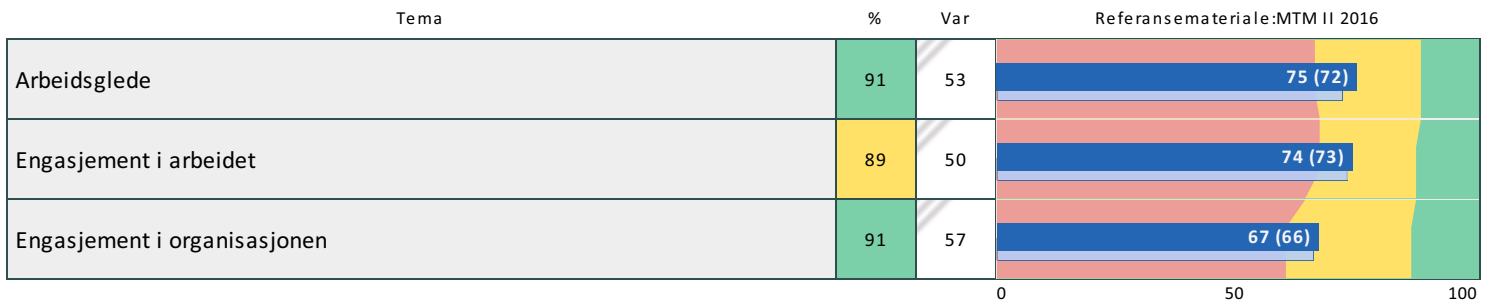 Tema % Var Referansemateriale:MTM II 2016
Arbeidsglede 91 53 75 (72)
Engasjement i arbeidet 89 50 74 (73)
Engasjement i organisasjonen 91 57 67 (66)
0 50 100